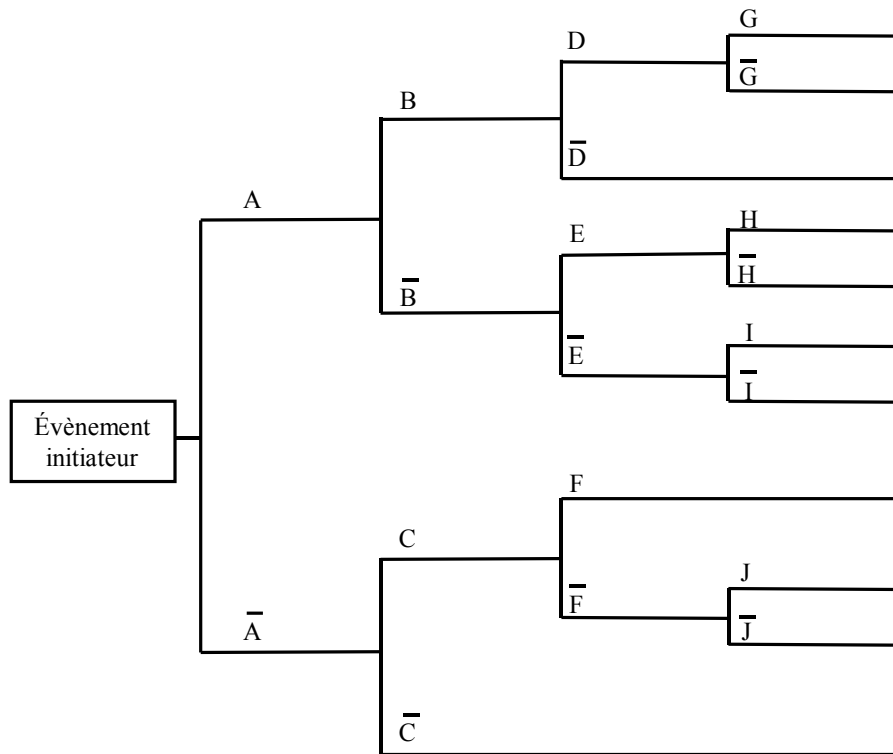 G
D
G̅
B
D̅
A
H
E
H̅
B̅
I
E̅
I̅
Évènement
initiateur
F
C
J
F̅
J̅
A̅
C̅